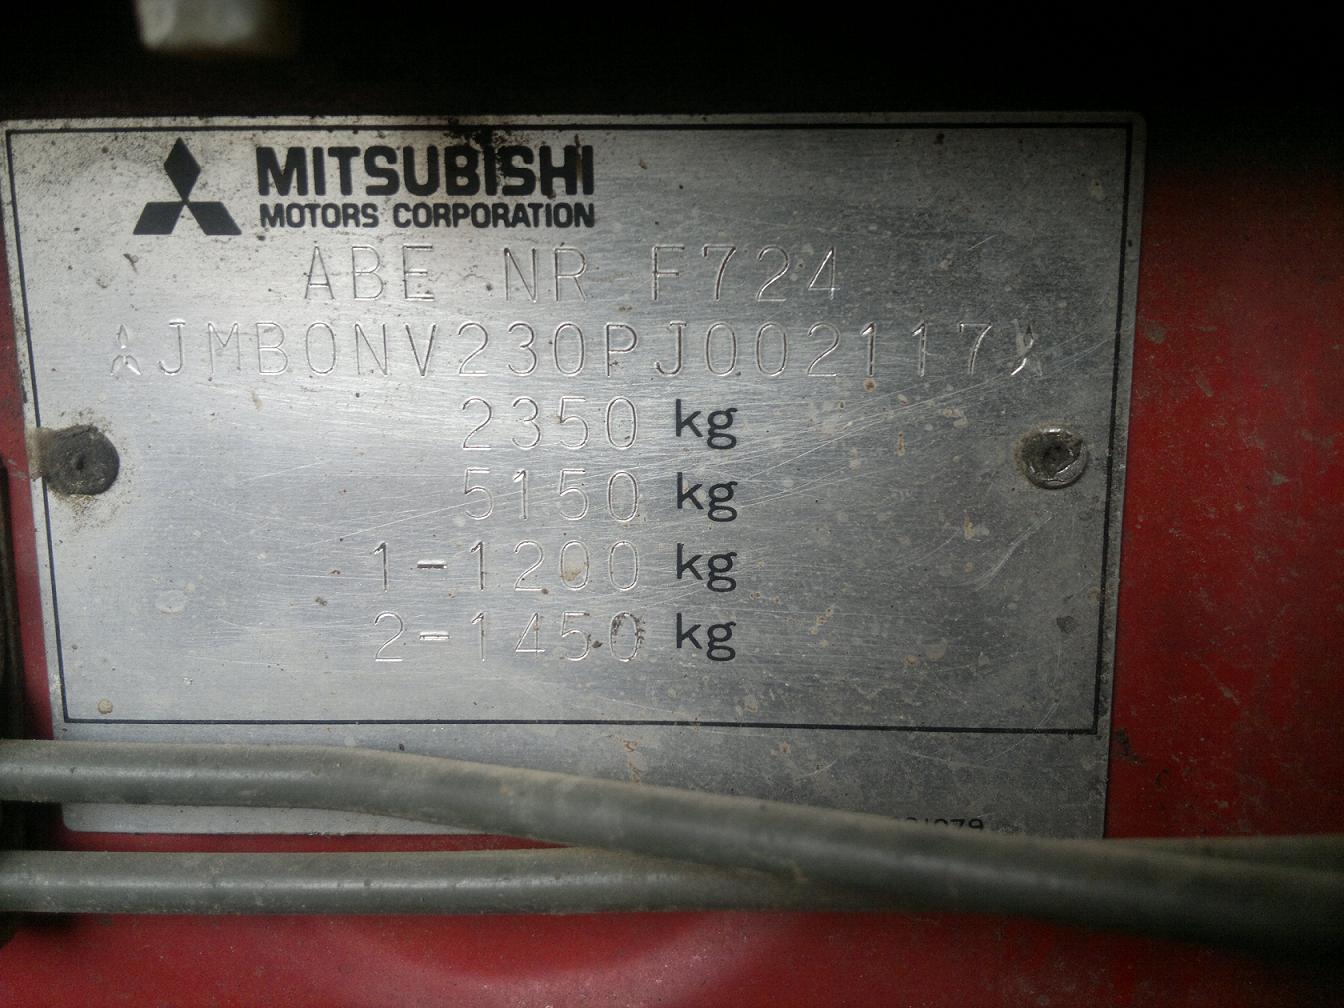 MITSUBISHI
MOTORS CORPORATION
ABE NR F724
JMB0NV230PJ002117
2350 kg
5150 kg
1-1200 kg
2-1450 kg